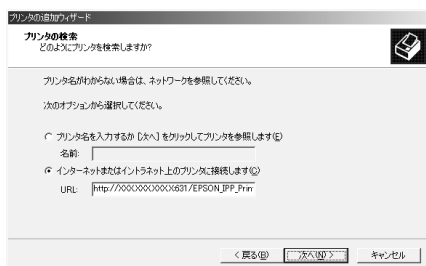 プリンタの追加ウィザード
プリンタの検索
どのようにプリンタを検索しますか?
プリンタ名がわからない場合は、ネットワークを参照してください。
次のオプションから選択してください。
プリンタ名を入力するか [次へ] をクリックしてプリンタを参照します(E)
名前:
インターネットまたはイントラネット上のプリンタに接続します(O)
URL: http://XXX.XXX.XXX.X:631/EPSON_IPP_Prin
< 戻る(B) 次へ(N) > キャンセル